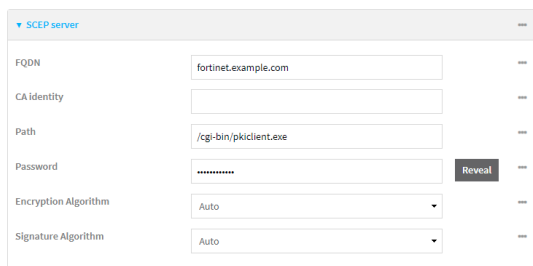 SCEP server
FQDN fortinet.example.com
CA identity
Path /cgi-bin/pkiclient.exe
Password •••••••••••• Reveal
Encryption Algorithm Auto
Signature Algorithm Auto